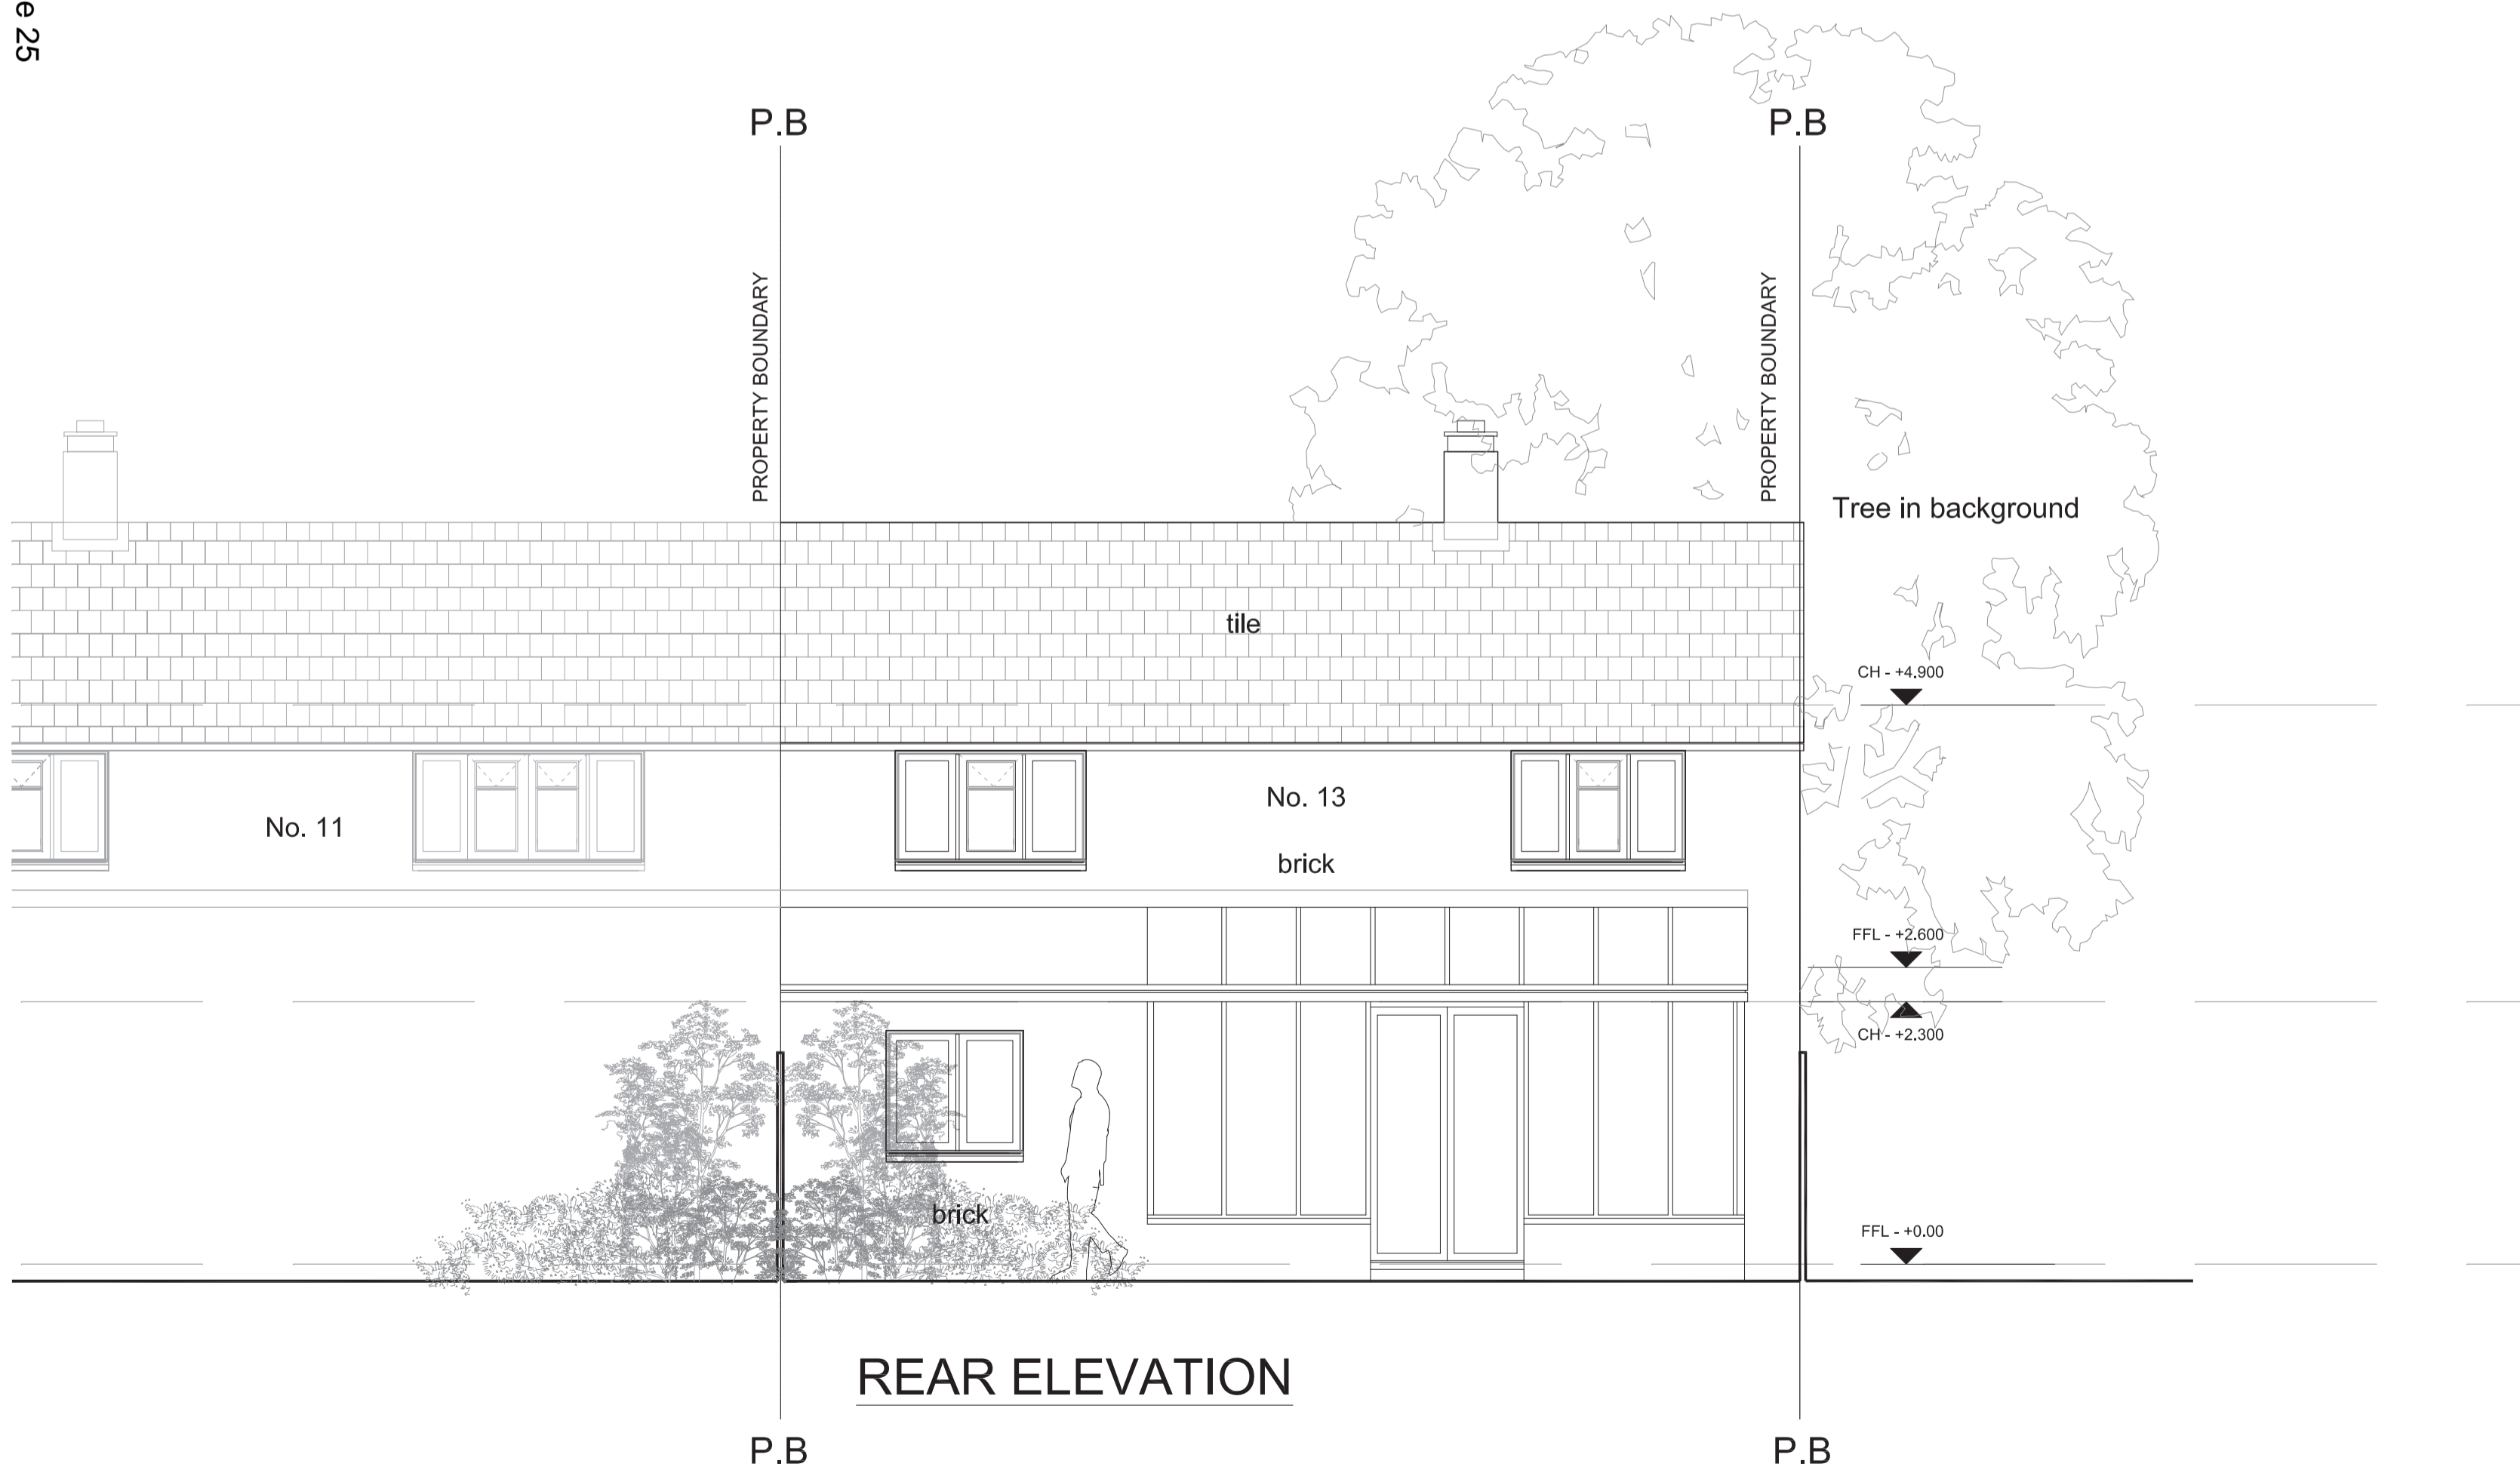 e 25
P.B
P.B
PROPERTY BOUNDARY
PROPERTY BOUNDARY
Tree in background
tile
CH - +4.900
No. 13
No. 11
brick
FFL - +2.600
CH - +2.300
brick
FFL - +0.00
REAR ELEVATION
P.B
P.B